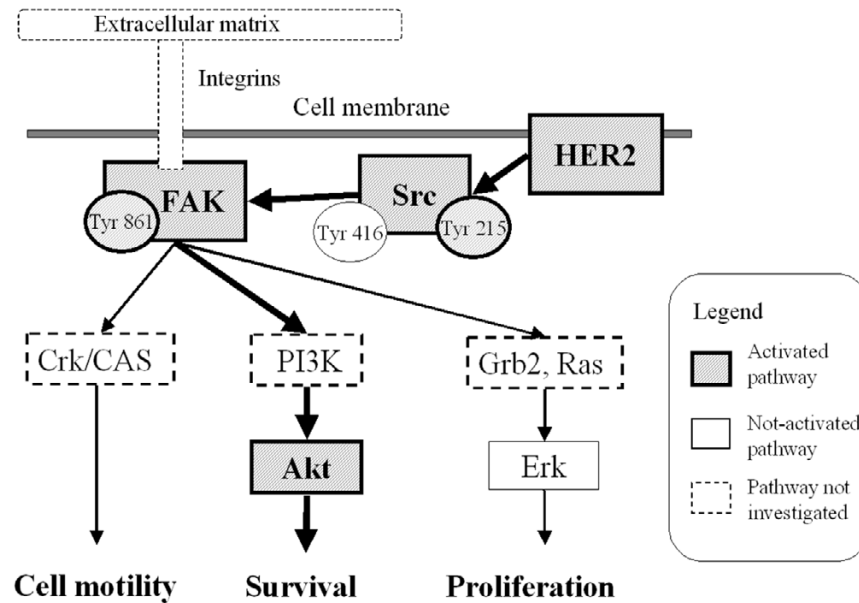 Extracellular matrix
Integrins
Cell membrane
HER2
FAK
Src
Tyr 861
Tyr 416
Tyr 215
Crk/CAS
PI3K
Grb2, Ras
Akt
Erk
Cell motility
Survival
Proliferation
Legend
Activated
pathway
Not-activated
pathway
Pathway not
investigated